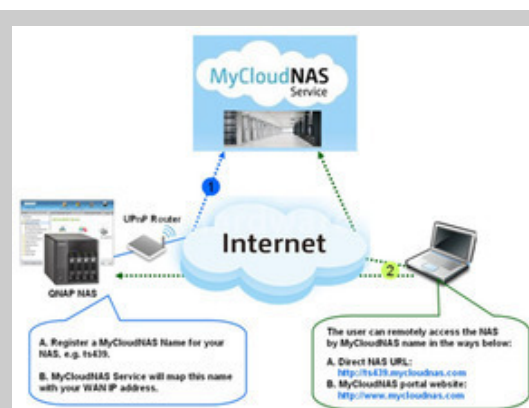 MyCloudNAS
Service
1
UPnP Router
Internet
2
QNAP NAS
A. Register a MyCloudNAS Name for your
NAS. e.g. ts439.
B. MyCloudNAS Service will map this name
with your WAN IP address.
The user can remotely access the NAS
by MyCloudNAS name in the ways below:
A. Direct NAS URL:
http://ts439.mycloudnas.com
B. MyCloudNAS portal website:
http://www.mycloudnas.com